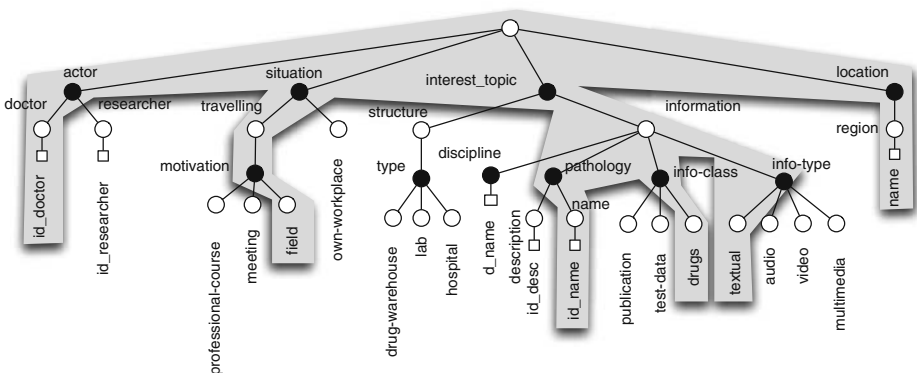 actor
situation
interest_topic
location
doctor
researcher
travelling
structure
information
region
motivation
type
discipline
pathology
info-class
info-type
name
id_doctor
id_researcher
professional-course
meeting
field
own-workplace
drug-warehouse
lab
hospital
d_name
description
id_desc
name
id_name
publication
test-data
drugs
textual
audio
video
multimedia